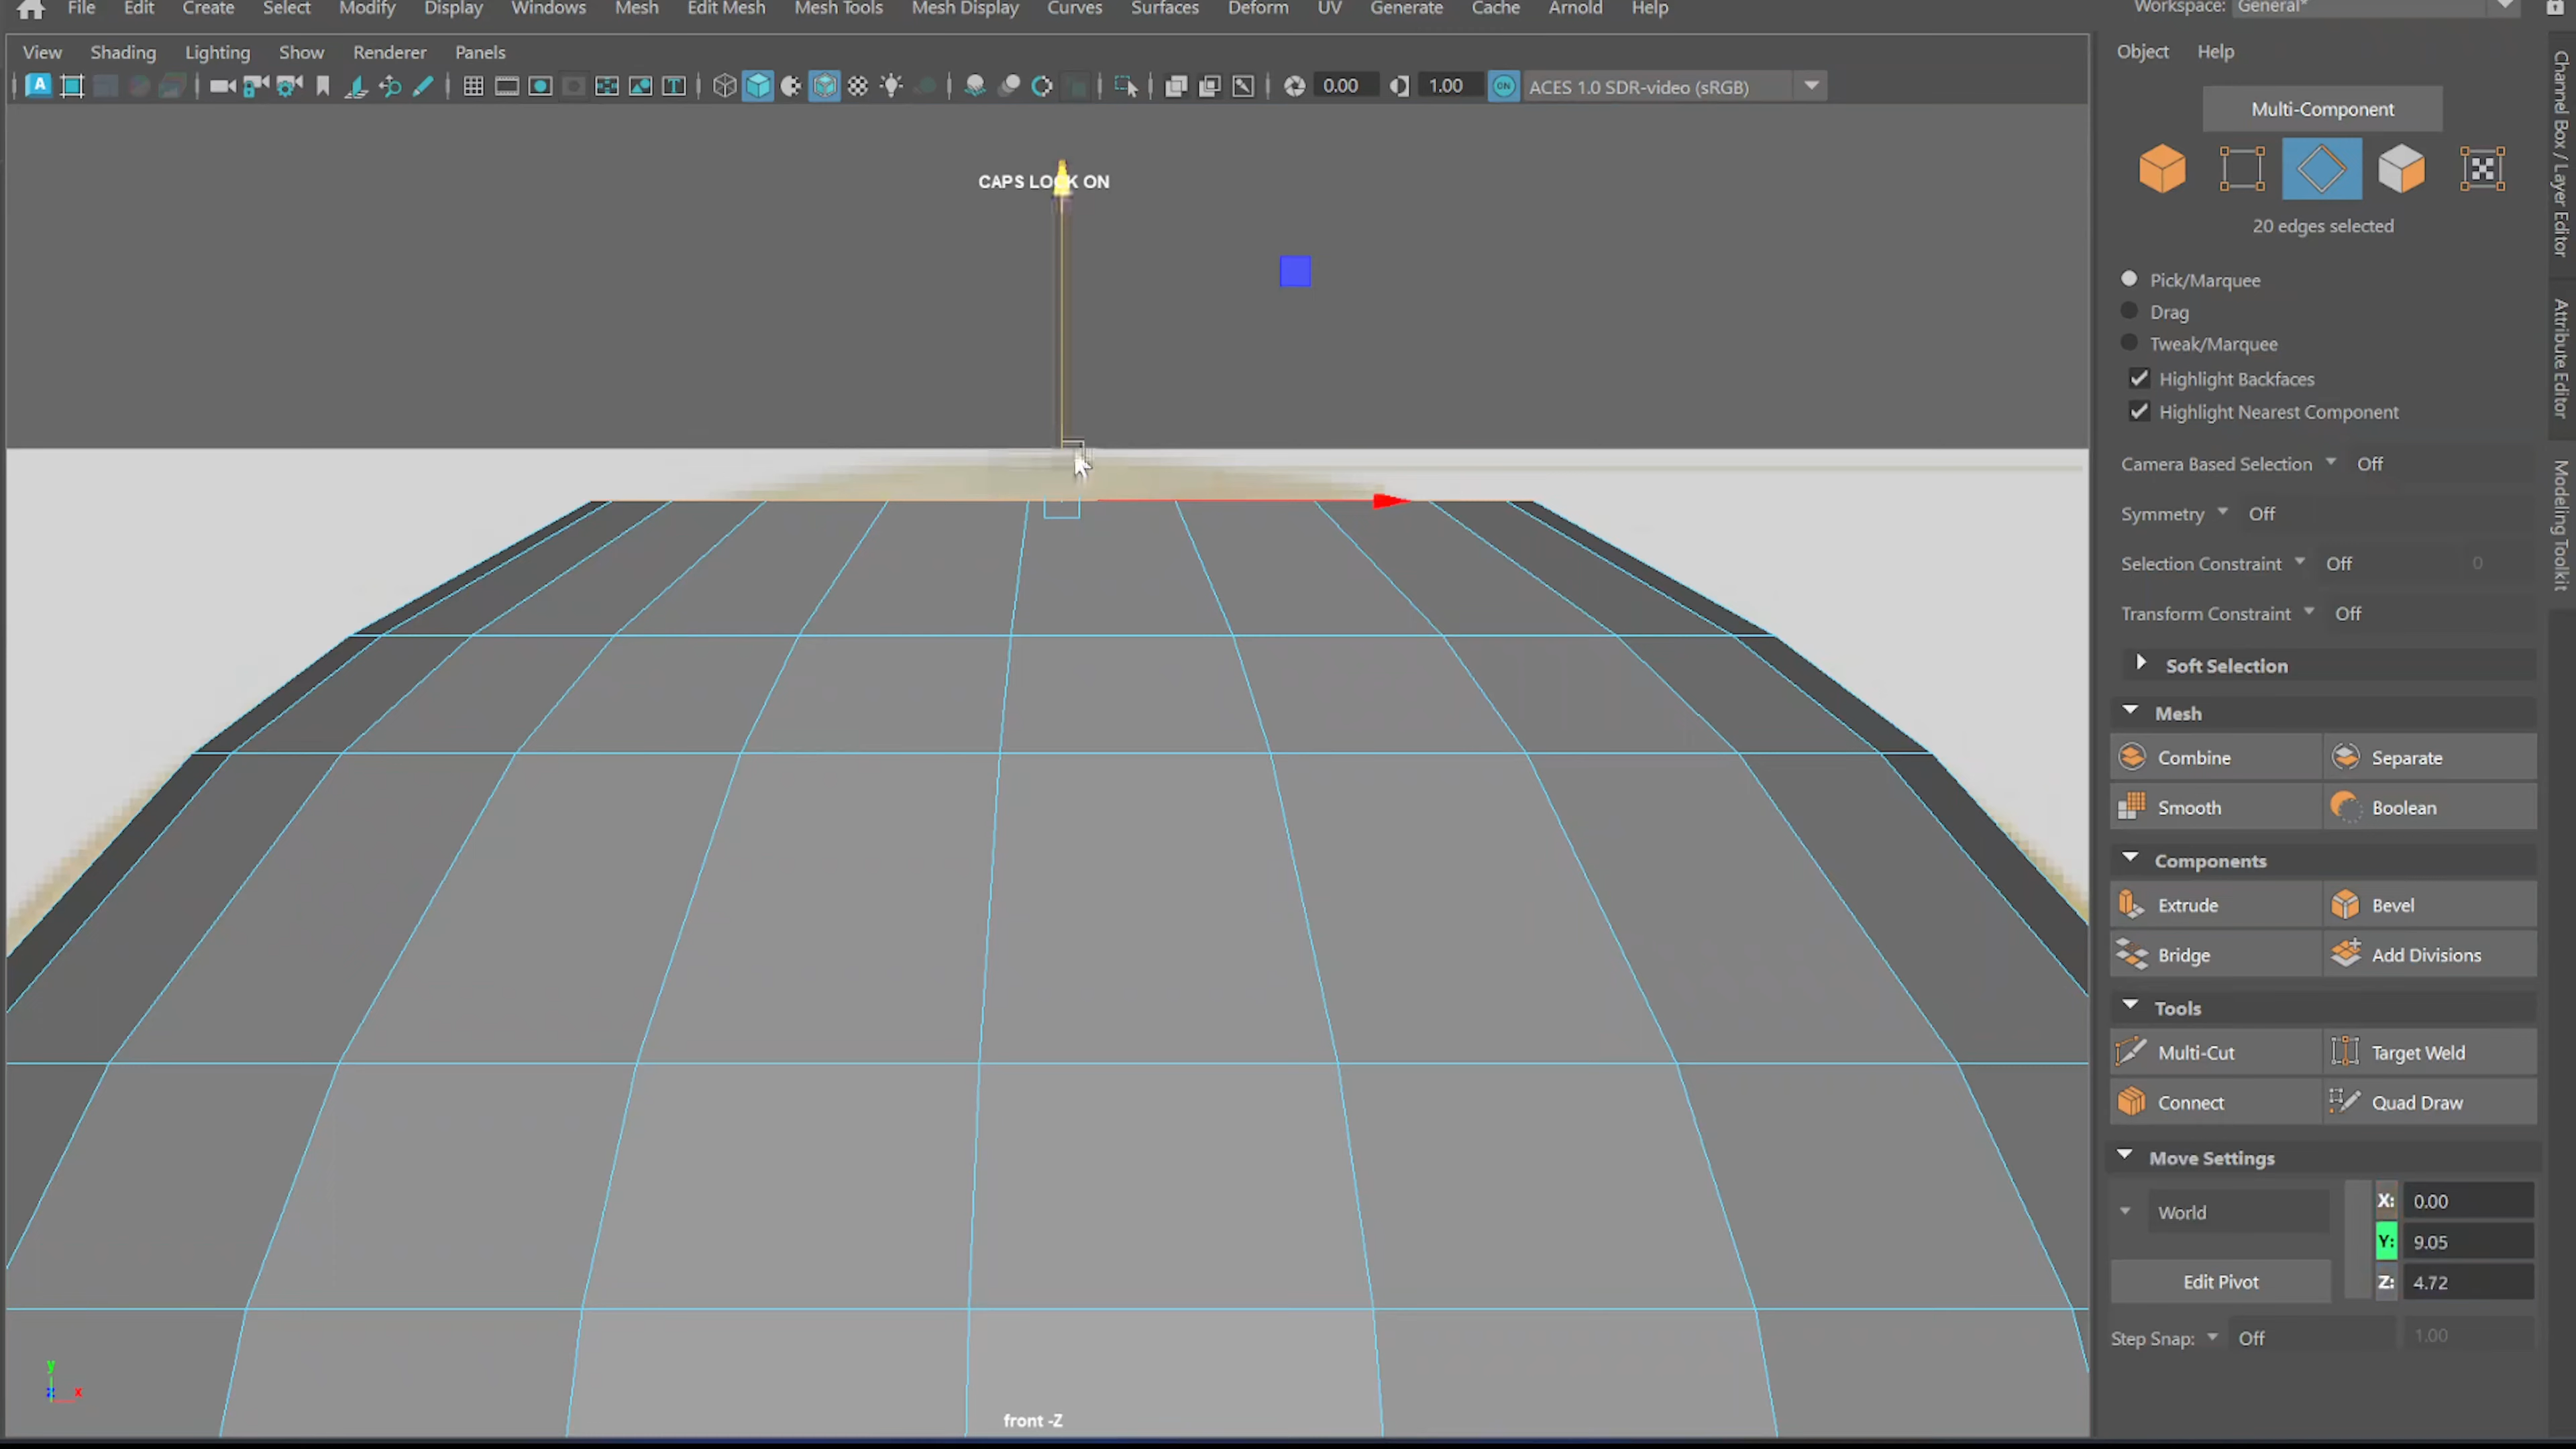 File Edit Create Select Modify Display Windows Mesh Edit Mesh Mesh Tools Mesh Display Curves Surfaces Deform UV Generate Cache Arnold Help
Workspace: General*
View Shading Lighting Show Renderer Panels
0.00 1.00 ON ACES 1.0 SDR-video (sRGB)
CAPS LOCK ON
front -Z
y
z x
Object Help
Multi-Component
20 edges selected
Pick/Marquee
Drag
Tweak/Marquee
Highlight Backfaces
Highlight Nearest Component
Camera Based Selection Off
Symmetry Off
Selection Constraint Off 0
Transform Constraint Off
Soft Selection
Mesh
Combine Separate
Smooth Boolean
Components
Extrude Bevel
Bridge Add Divisions
Tools
Multi-Cut Target Weld
Connect Quad Draw
Move Settings
World
X: 0.00
Y: 9.05
Edit Pivot
Z: 4.72
Step Snap: Off 1.00
Channel Box / Layer Editor
Attribute Editor
Modeling Toolkit